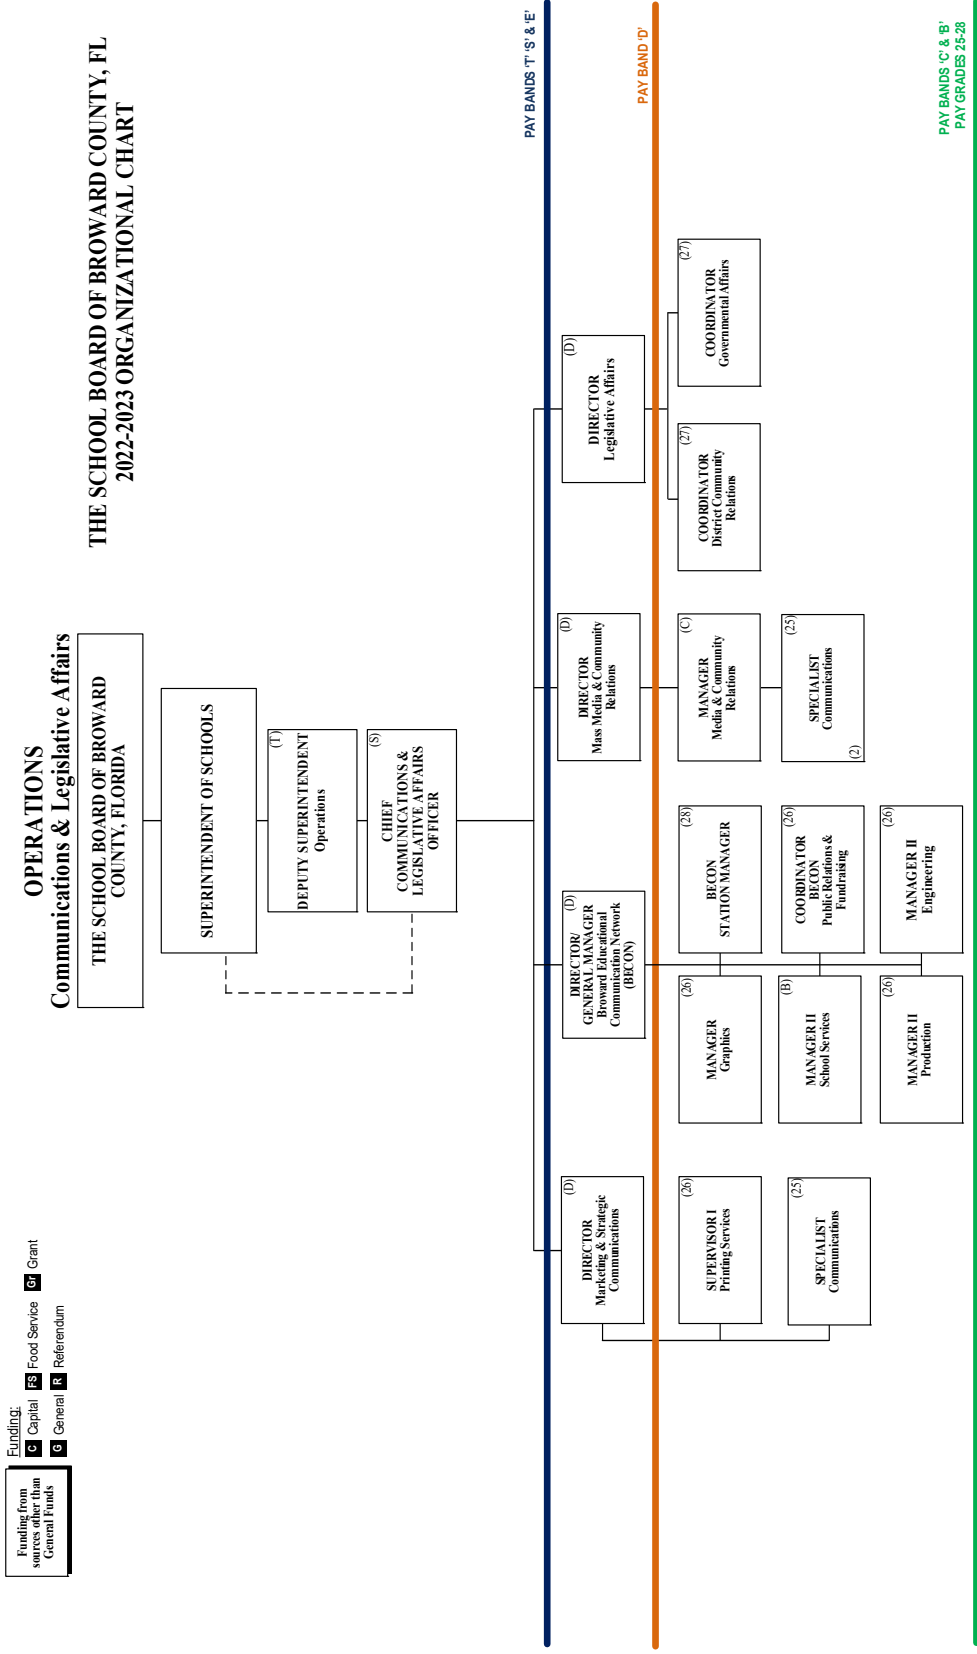 Funding from
sources other than
General Funds
Funding:
C Capital FS Food Service Gr Grant
G General R Referendum
OPERATIONS
Communications & Legislative Affairs
THE SCHOOL BOARD OF BROWARD COUNTY, FL
2022-2023 ORGANIZATIONAL CHART
THE SCHOOL BOARD OF BROWARD
COUNTY, FLORIDA
SUPERINTENDENT OF SCHOOLS
(T)
DEPUTY SUPERINTENDENT
Operations
(S)
CHIEF
COMMUNICATIONS &
LEGISLATIVE AFFAIRS
OFFICER
PAY BANDS 'T' 'S' & 'E'
(D)
DIRECTOR
Marketing & Strategic
Communications
(D)
DIRECTOR/
GENERAL MANAGER
Broward Educational
Communication Network
(BECON)
(D)
DIRECTOR
Mass Media & Community
Relations
(D)
DIRECTOR
Legislative Affairs
PAY BAND 'D'
(26)
SUPERVISOR I
Printing Services
(25)
SPECIALIST
Communications
(26)
MANAGER
Graphics
(28)
BECON
STATION MANAGER
(B)
MANAGER II
School Services
(26)
COORDINATOR
BECON
Public Relations &
Fundraising
(26)
MANAGER II
Production
(26)
MANAGER II
Engineering
(C)
MANAGER
Media & Community
Relations
(25)
SPECIALIST
Communications
(2)
(27)
COORDINATOR
District Community
Relations
(27)
COORDINATOR
Governmental Affairs
PAY BANDS 'C' & 'B'
PAY GRADES 25-28